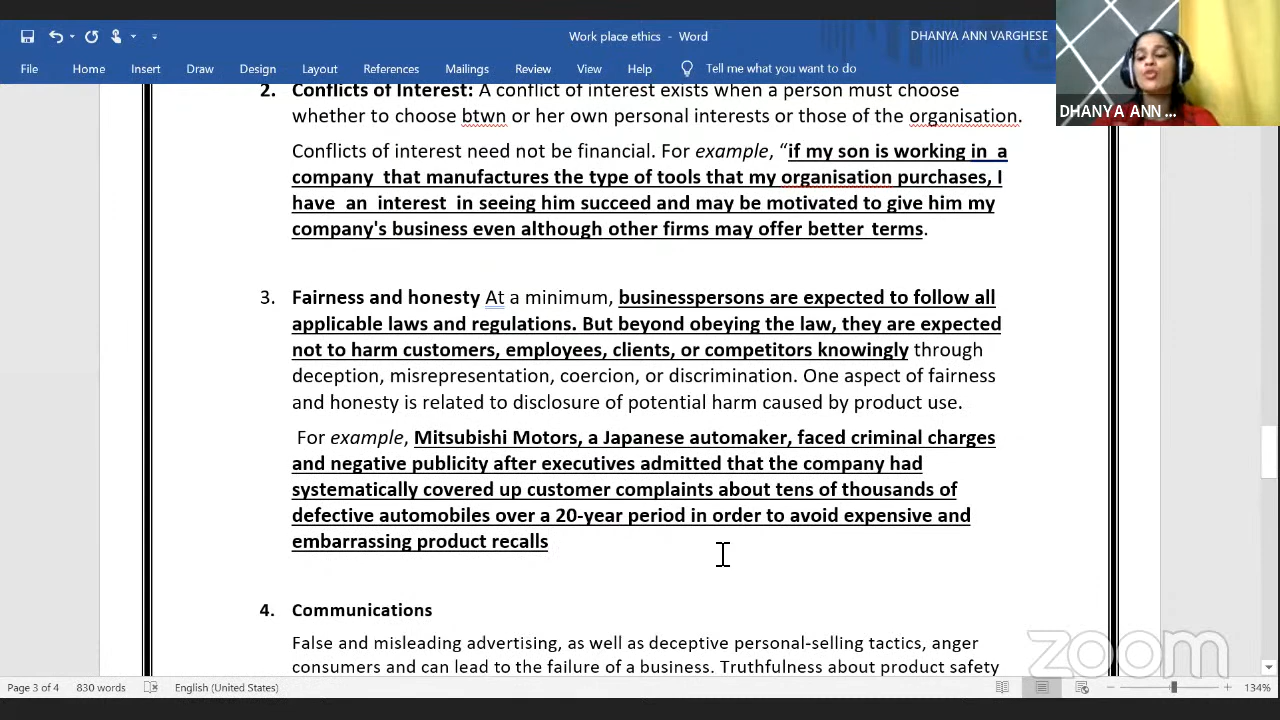 Work place ethics - Word
DHANYA ANN VARGHESE
File Home Insert Draw Design Layout References Mailings Review View Help Tell me what you want to do
DHANYA ANN ...
2. Conflicts of Interest: A conflict of interest exists when a person must choose
whether to choose btwn or her own personal interests or those of the organisation.
Conflicts of interest need not be financial. For example, “if my son is working in a
company that manufactures the type of tools that my organisation purchases, I
have an interest in seeing him succeed and may be motivated to give him my
company's business even although other firms may offer better terms.
3. Fairness and honesty At a minimum, businesspersons are expected to follow all
applicable laws and regulations. But beyond obeying the law, they are expected
not to harm customers, employees, clients, or competitors knowingly through
deception, misrepresentation, coercion, or discrimination. One aspect of fairness
and honesty is related to disclosure of potential harm caused by product use.
For example, Mitsubishi Motors, a Japanese automaker, faced criminal charges
and negative publicity after executives admitted that the company had
systematically covered up customer complaints about tens of thousands of
defective automobiles over a 20-year period in order to avoid expensive and
embarrassing product recalls
4. Communications
False and misleading advertising, as well as deceptive personal-selling tactics, anger
consumers and can lead to the failure of a business. Truthfulness about product safety
zoom
Page 3 of 4 830 words English (United States) 134%